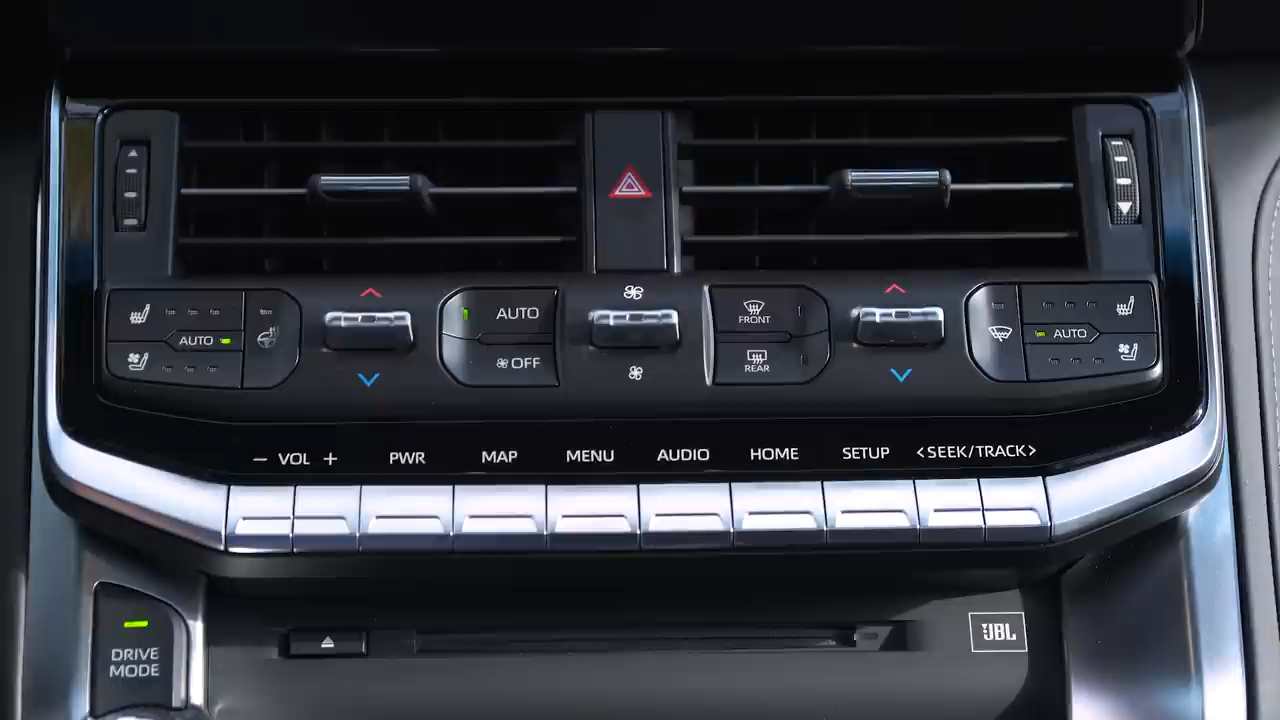 AUTO
AUTO
OFF
FRONT
REAR
AUTO
− VOL +
PWR
MAP
MENU
AUDIO
HOME
SETUP
<SEEK/TRACK>
DRIVE
MODE
JBL